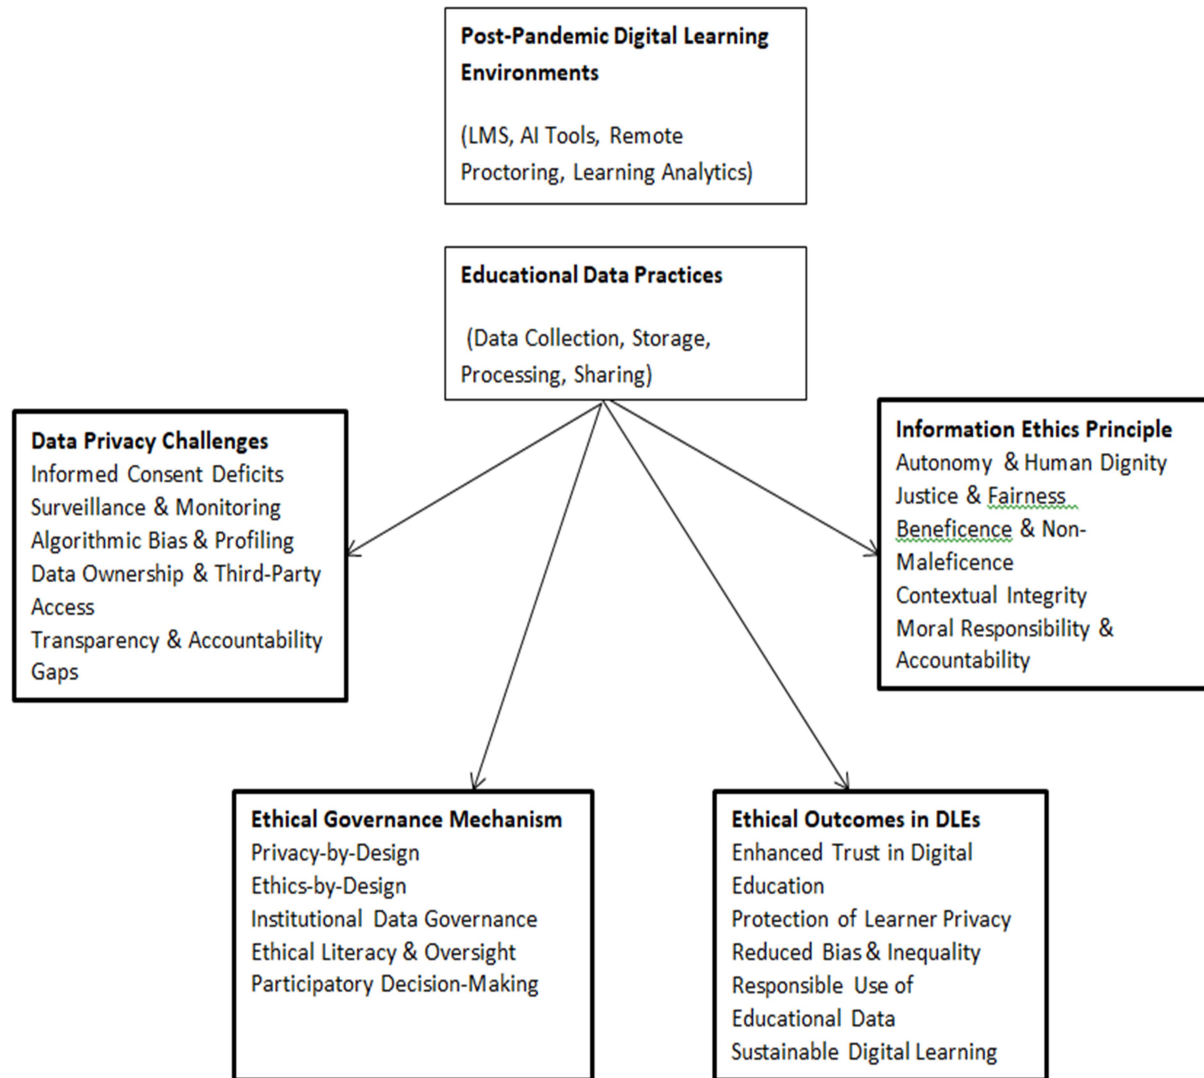 Post-Pandemic Digital Learning
Environments
(LMS, AI Tools, Remote
Proctoring, Learning Analytics)
Educational Data Practices
(Data Collection, Storage,
Processing, Sharing)
Data Privacy Challenges
Informed Consent Deficits
Surveillance & Monitoring
Algorithmic Bias & Profiling
Data Ownership & Third-Party
Access
Transparency & Accountability
Gaps
Information Ethics Principle
Autonomy & Human Dignity
Justice & Fairness
Beneficence & Non-
Maleficence
Contextual Integrity
Moral Responsibility &
Accountability
Ethical Governance Mechanism
Privacy-by-Design
Ethics-by-Design
Institutional Data Governance
Ethical Literacy & Oversight
Participatory Decision-Making
Ethical Outcomes in DLEs
Enhanced Trust in Digital
Education
Protection of Learner Privacy
Reduced Bias & Inequality
Responsible Use of
Educational Data
Sustainable Digital Learning